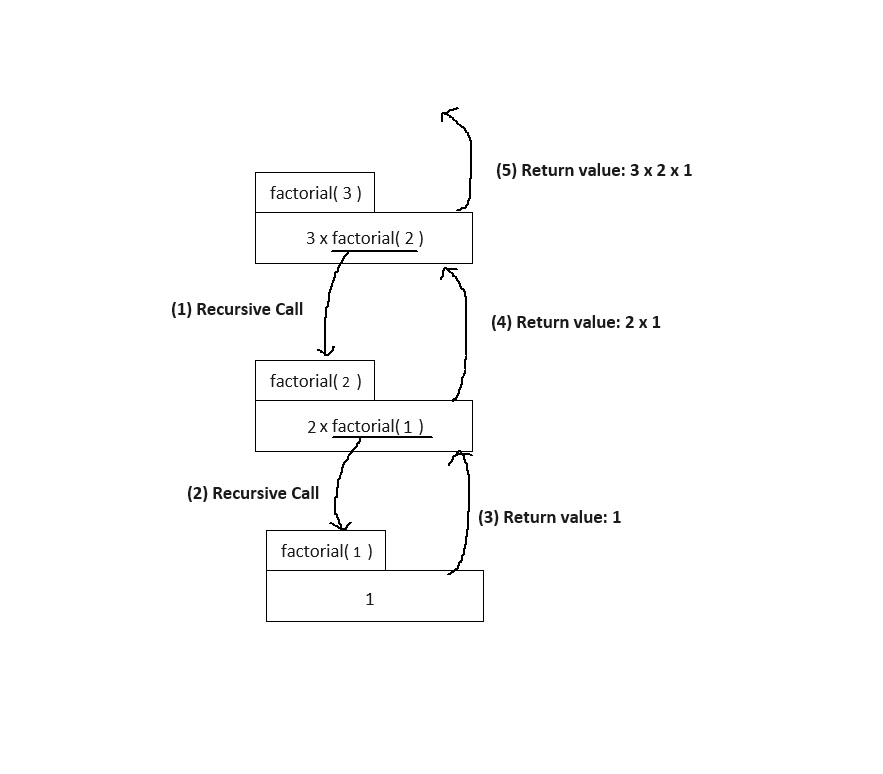 (5) Return value: 3 x 2 x 1
factorial( 3 )
3 x factorial( 2 )
(1) Recursive Call
(4) Return value: 2 x 1
factorial( 2 )
2 x factorial( 1 )
(2) Recursive Call
(3) Return value: 1
factorial( 1 )
1